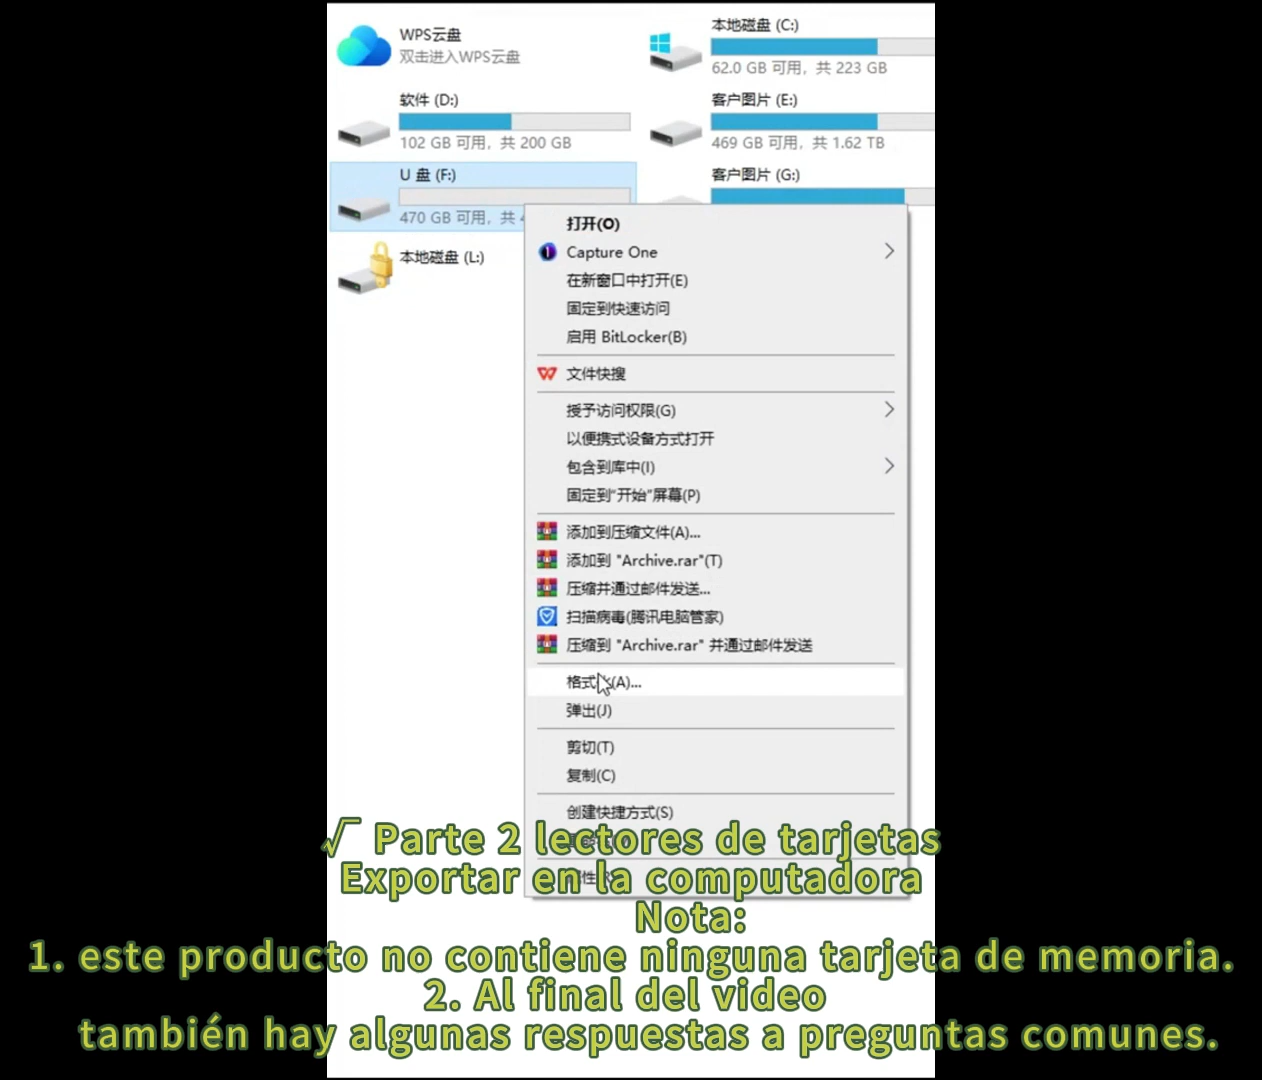 WPS云盘
双击进入WPS云盘
本地磁盘 (C:)
62.0 GB 可用，共 223 GB
软件 (D:)
102 GB 可用，共 200 GB
客户图片 (E:)
469 GB 可用，共 1.62 TB
U 盘 (F:)
470 GB 可用，共
客户图片 (G:)
本地磁盘 (L:)
打开(O)
Capture One
在新窗口中打开(E)
固定到快速访问
启用 BitLocker(B)
文件快搜
授予访问权限(G)
以便携式设备方式打开
包含到库中(I)
固定到"开始"屏幕(P)
添加到压缩文件(A)...
添加到 "Archive.rar"(T)
压缩并通过邮件发送...
扫描病毒(腾讯电脑管家)
压缩到 "Archive.rar" 并通过邮件发送
格式化(A)...
弹出(J)
剪切(T)
复制(C)
创建快捷方式(S)
√ Parte 2 lectores de tarjetas
Exportar en la computadora
Nota:
1. este producto no contiene ninguna tarjeta de memoria.
2. Al final del video
también hay algunas respuestas a preguntas comunes.